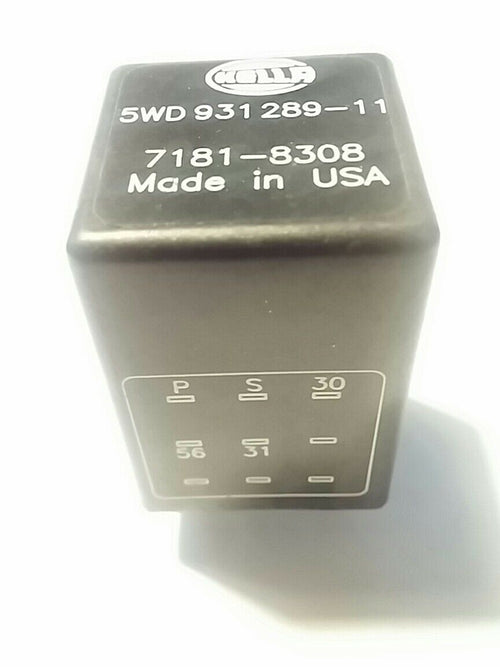 HELLA
5WD 931 289-11
7181-8308
Made in USA
P S 30
56 31